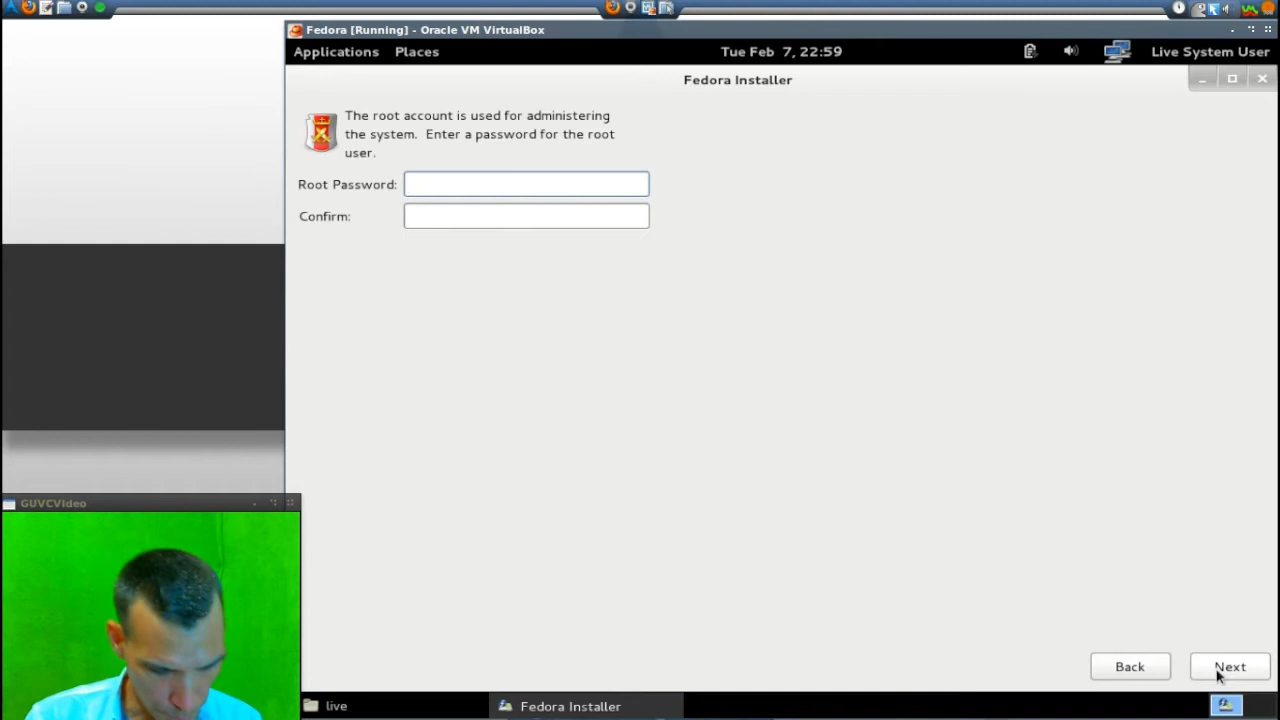 Fedora [Running] - Oracle VM VirtualBox
Applications Places Tue Feb 7, 22:59 Live System User
Fedora Installer
The root account is used for administering
the system. Enter a password for the root
user.
Root Password:
Confirm:
GUVCVideo
Back Next
live Fedora Installer